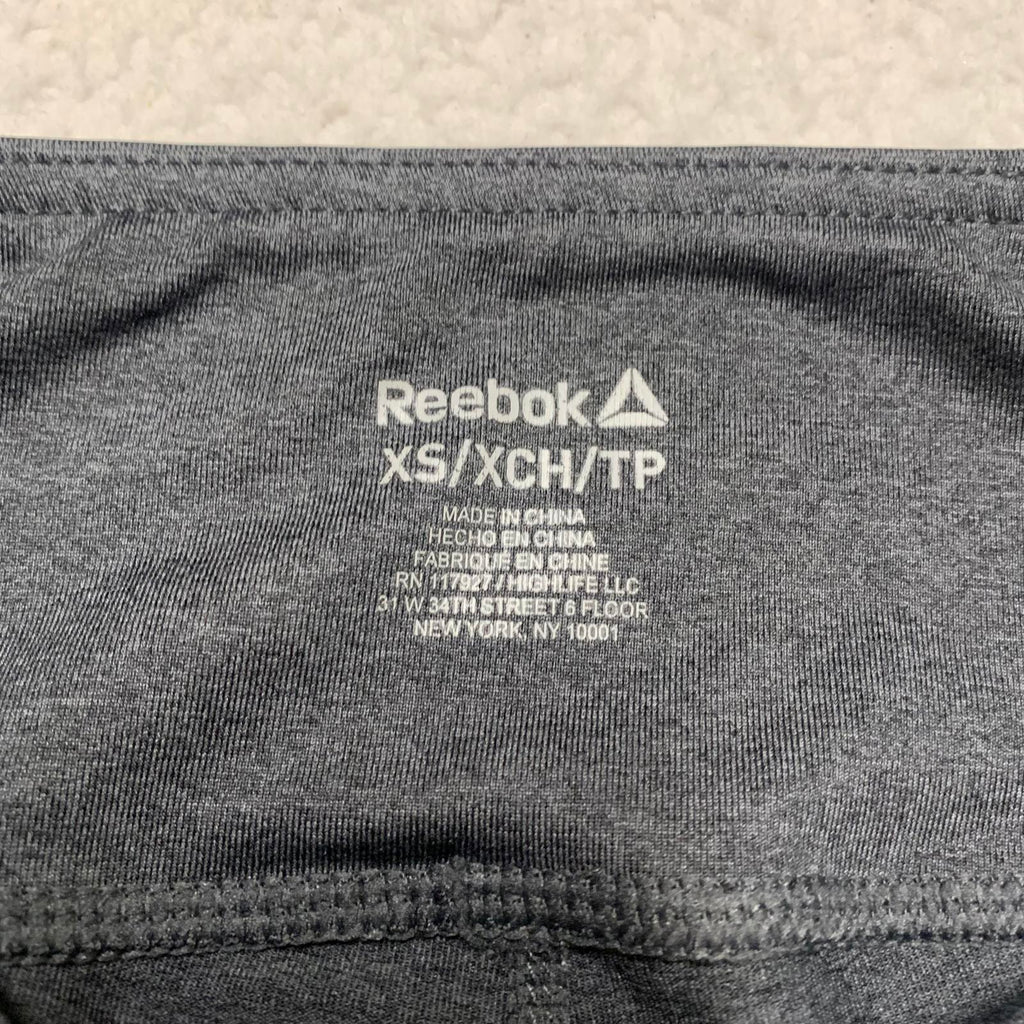 Reebok
XS/XCH/TP
MADE IN CHINA
HECHO EN CHINA
FABRIQUE EN CHINE
RN 117927 / HIGHLIFE LLC
31 W 34TH STREET 6 FLOOR
NEW YORK, NY 10001